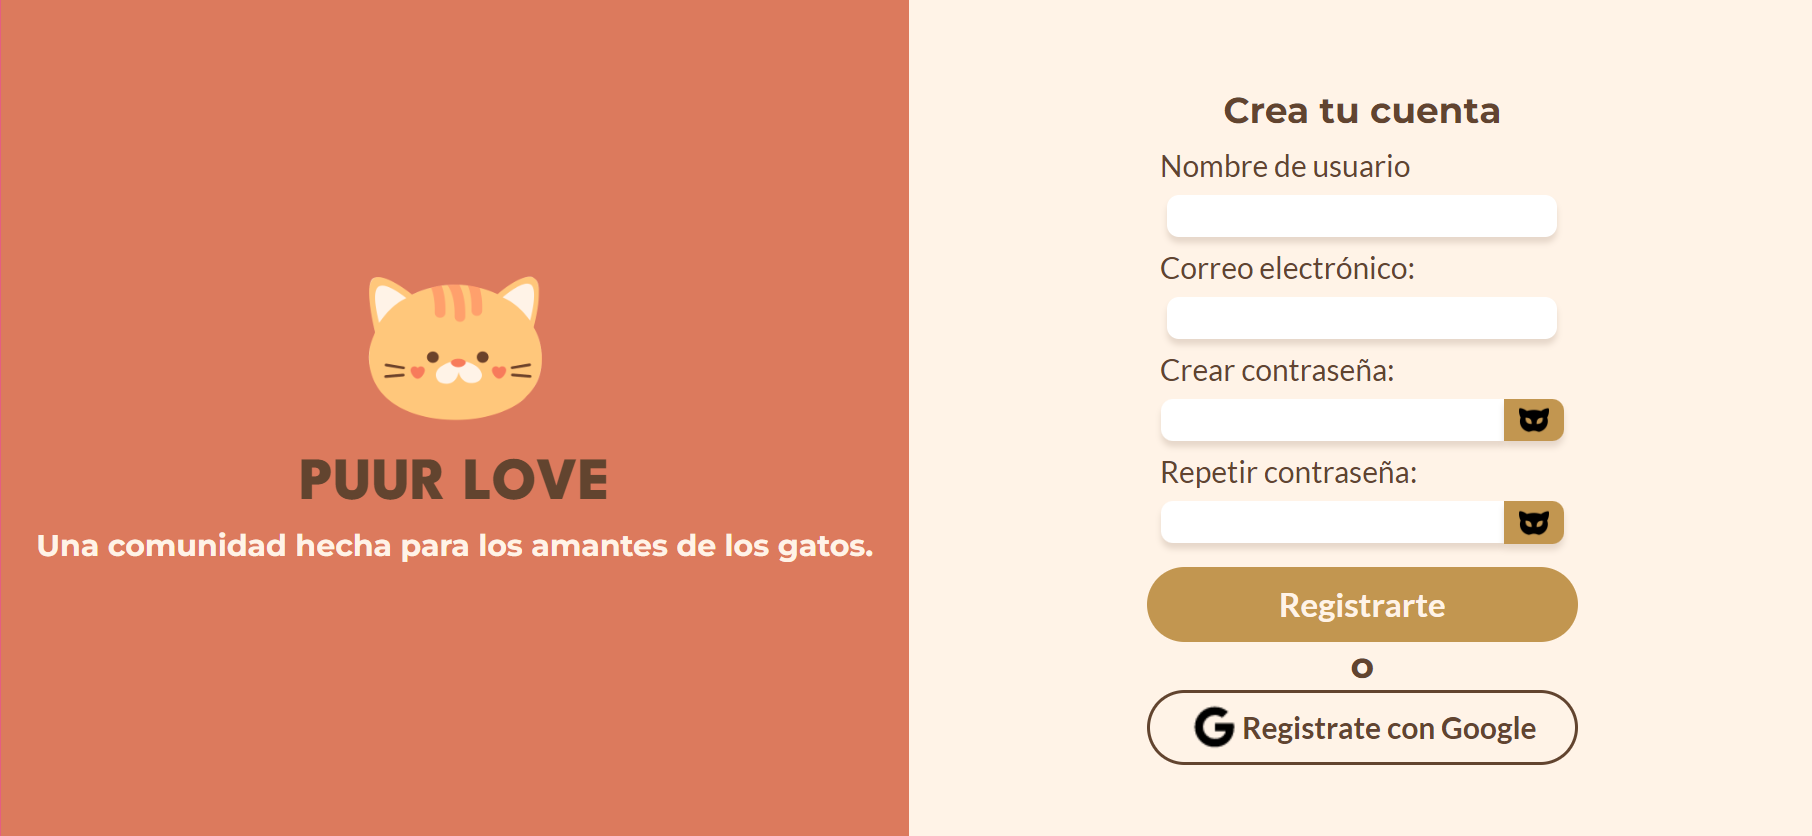 PUUR LOVE
Una comunidad hecha para los amantes de los gatos.
Crea tu cuenta
Nombre de usuario
Correo electrónico:
Crear contraseña:
Repetir contraseña:
Registrarte
o
G Registrate con Google